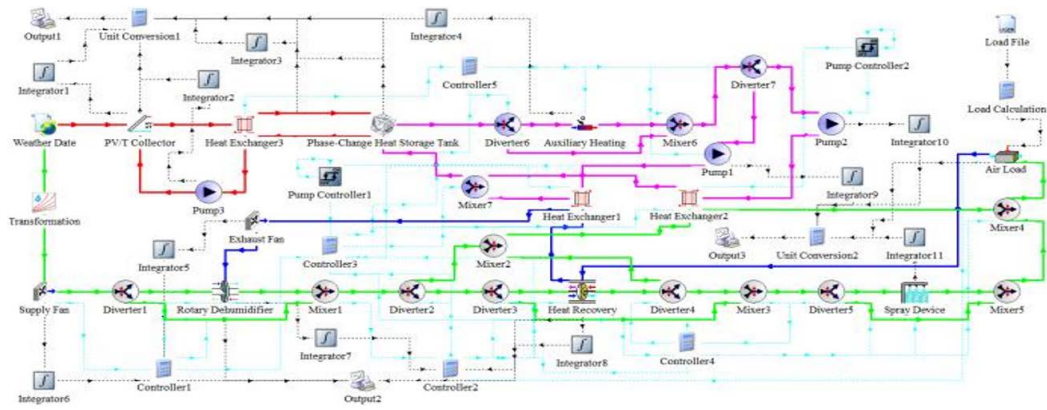 Output1
Unit Conversion1
Integrator4
Load File
Integrator3
Controller5
Pump Controller2
Diverter7
Integrator1
Integrator2
Load Calculation
Weather Date
PV/T Collector
Heat Exchanger3
Phase-Change Heat Storage Tank
Diverter6
Auxiliary Heating
Mixer6
Pump2
Integrator10
Air Load
Pump1
Pump Controller1
Mixer7
Integrator9
Transformation
Pump3
Heat Exchanger1
Heat Exchanger2
Mixer4
Exhaust Fan
Integrator5
Controller3
Mixer2
Output3
Unit Conversion2
Integrator11
Supply Fan
Diverter1
Rotary Dehumidifier
Mixer1
Diverter2
Diverter3
Heat Recovery
Diverter4
Mixer3
Diverter5
Spray Device
Mixer5
Integrator7
Integrator8
Controller4
Integrator6
Controller1
Output2
Controller2